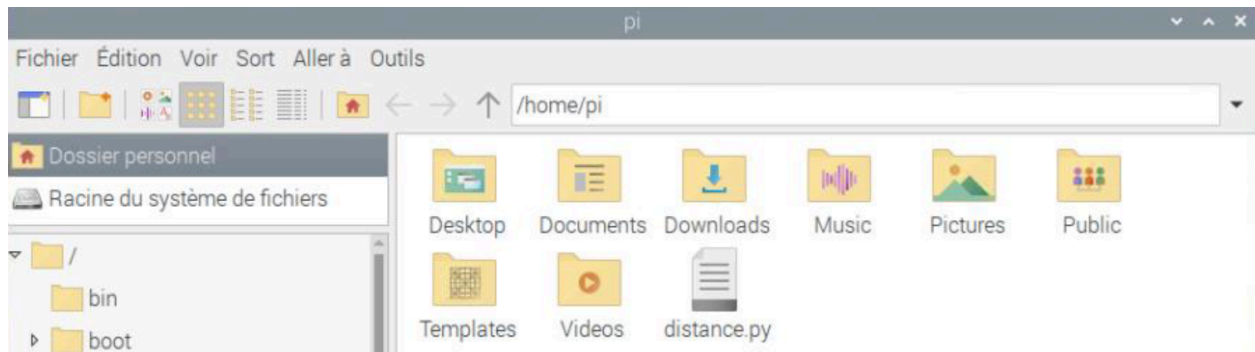 pi
Fichier Édition Voir Sort Aller à Outils
/home/pi
Dossier personnel
Racine du système de fichiers
/
bin
boot
Desktop Documents Downloads Music Pictures Public
Templates Videos distance.py